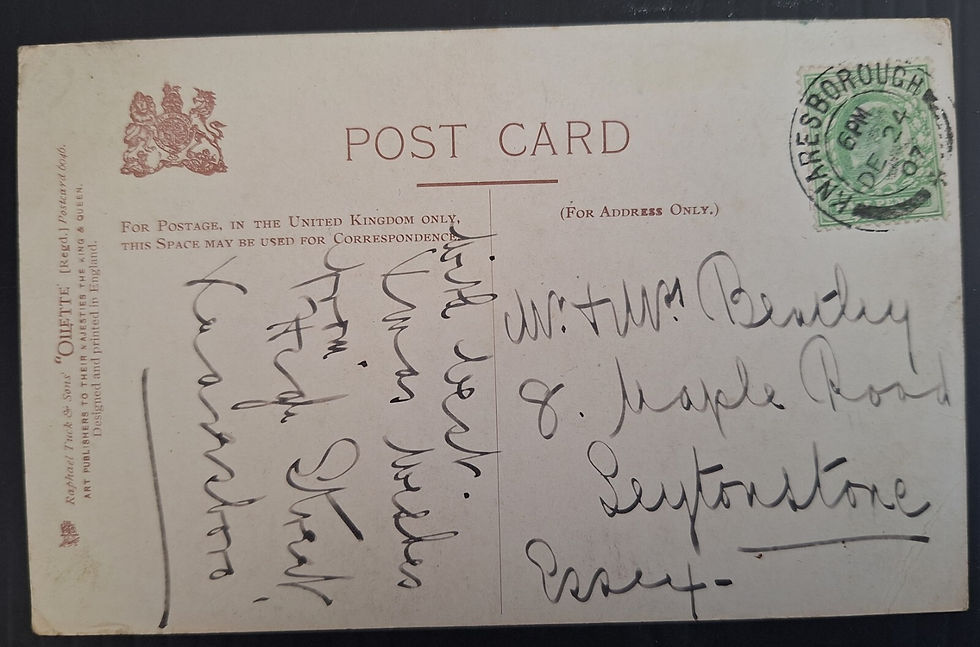 POST CARD
FOR POSTAGE, IN THE UNITED KINGDOM ONLY,
THIS SPACE MAY BE USED FOR CORRESPONDENCE.
(FOR ADDRESS ONLY.)
KNARESBOROUGH
6 PM
DE 24
07
With best
Xmas wishes
from
High Street.
Knaresboro
Mr. & Mrs Bentley
8. Maple Road
Leytonstone
Essex -
Raphael Tuck & Sons' "OILETTE" [Regd.] Postcard 6046.
ART PUBLISHERS TO THEIR MAJESTIES THE KING & QUEEN.
Designed and printed in England.